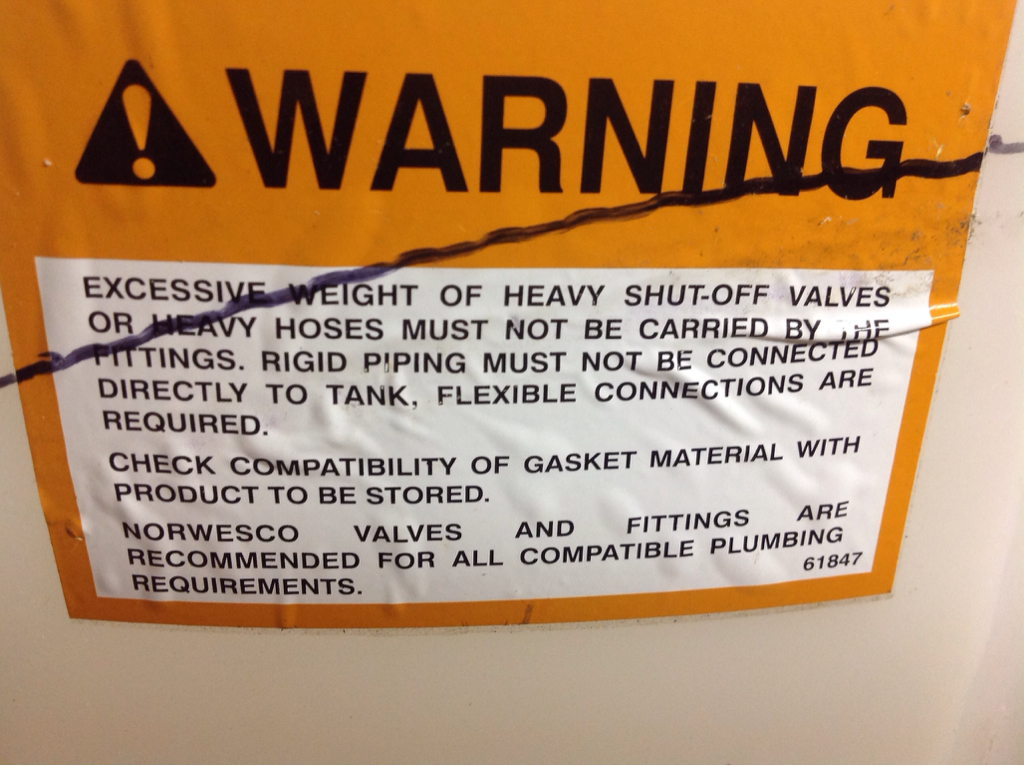 WARNING
EXCESSIVE WEIGHT OF HEAVY SHUT-OFF VALVES
OR HEAVY HOSES MUST NOT BE CARRIED BY THE
FITTINGS. RIGID PIPING MUST NOT BE CONNECTED
DIRECTLY TO TANK, FLEXIBLE CONNECTIONS ARE
REQUIRED.
CHECK COMPATIBILITY OF GASKET MATERIAL WITH
PRODUCT TO BE STORED.
NORWESCO VALVES AND FITTINGS ARE
RECOMMENDED FOR ALL COMPATIBLE PLUMBING
REQUIREMENTS. 61847